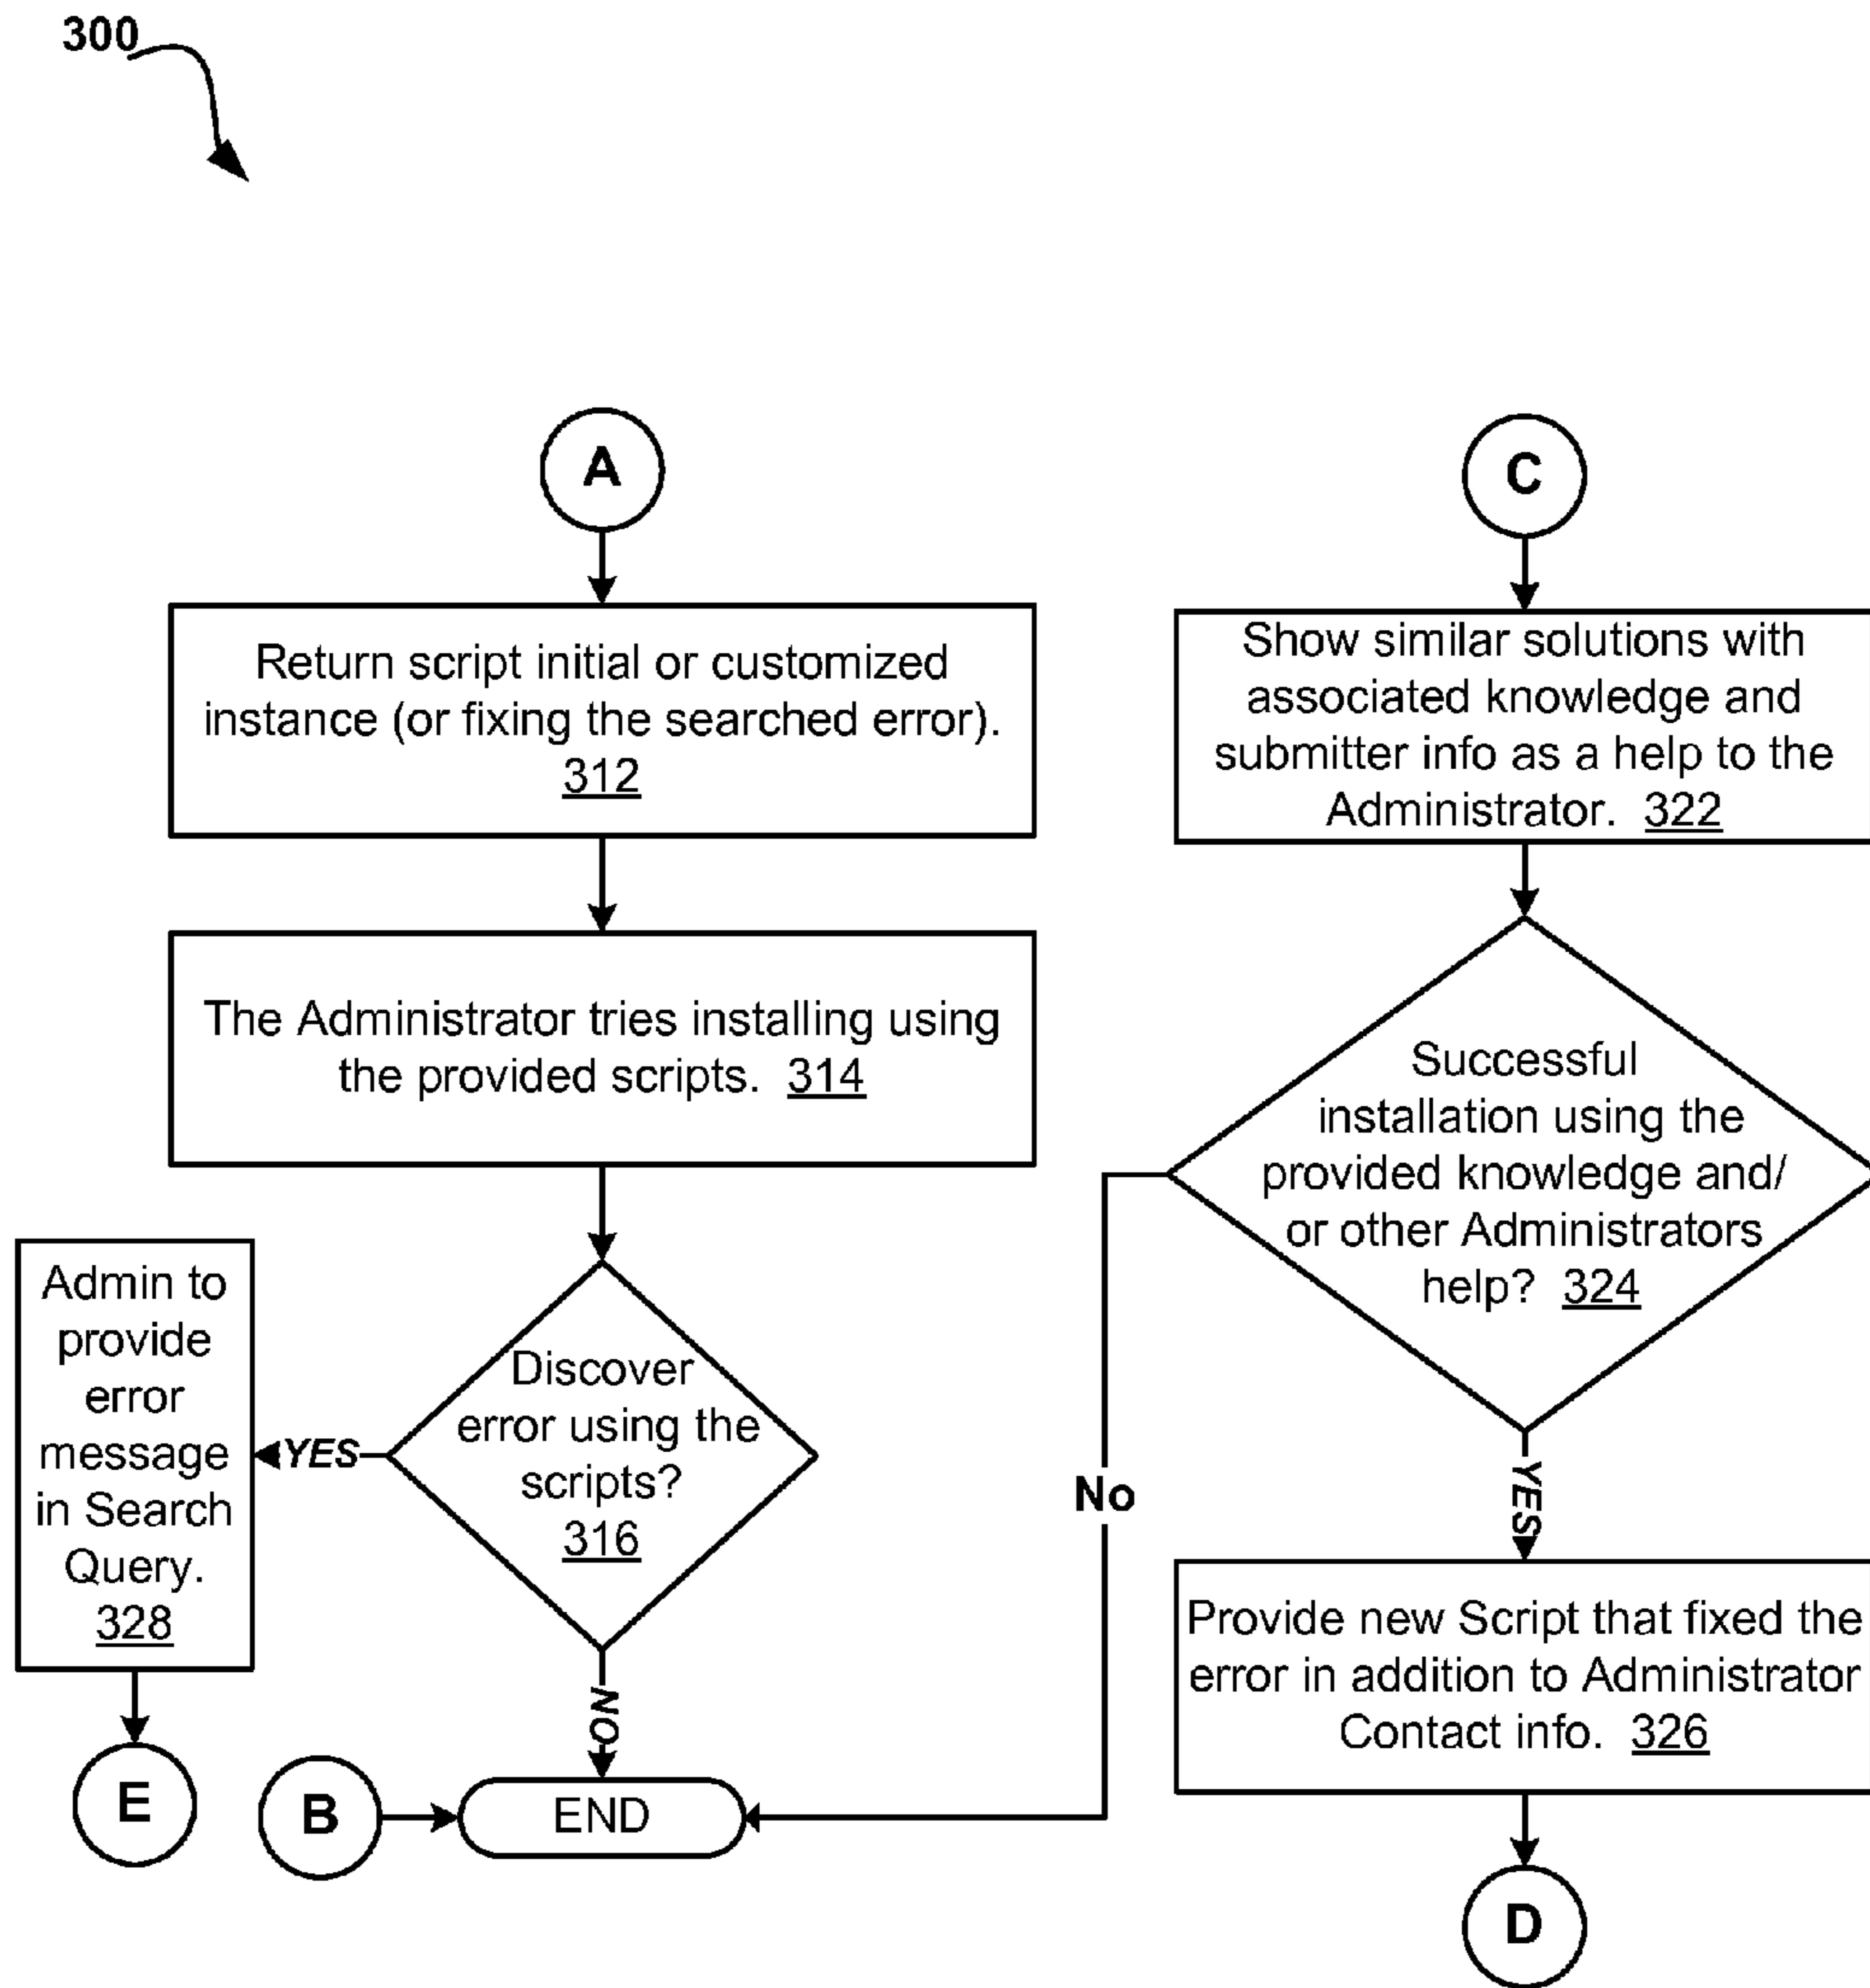 300
A
Return script initial or customized
instance (or fixing the searched error).
312
The Administrator tries installing using
the provided scripts. 314
Discover
error using the
scripts?
316
YES
Admin to
provide
error
message
in Search
Query.
328
E
NO
B
END
C
Show similar solutions with
associated knowledge and
submitter info as a help to the
Administrator. 322
Successful
installation using the
provided knowledge and/
or other Administrators
help? 324
No
YES
Provide new Script that fixed the
error in addition to Administrator
Contact info. 326
D